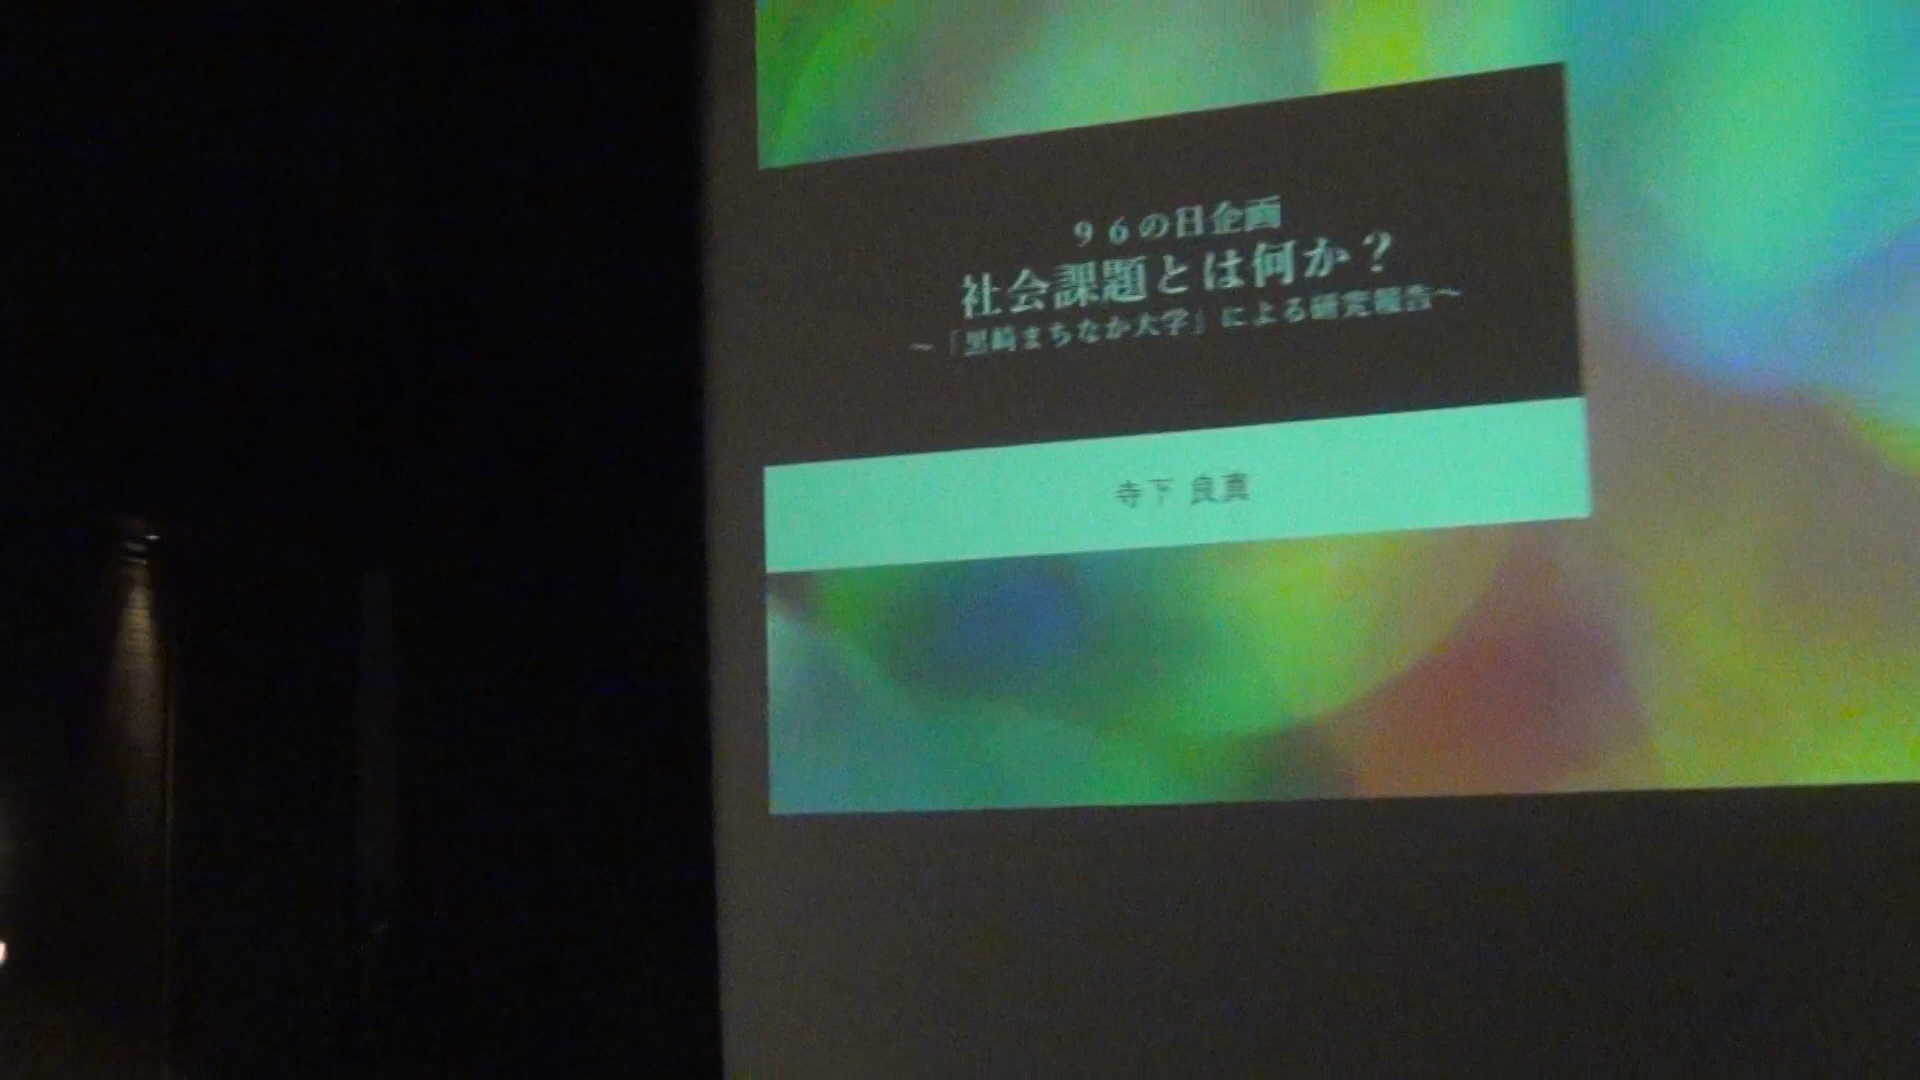 ９６の日企画
社会課題とは何か？
～「黒崎まちなか大学」による研究報告～
寺下 良真